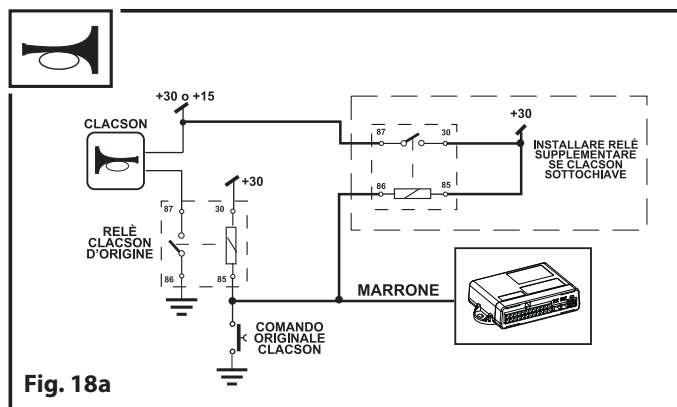 +30 o +15
CLACSON
87
30
+30
INSTALLARE RELÈ
SUPPLEMENTARE
SE CLACSON
SOTTOCHIAVE
86
85
+30
87
30
RELÈ
CLACSON
D'ORIGINE
86
85
MARRONE
COMANDO
ORIGINALE
CLACSON
Fig. 18a